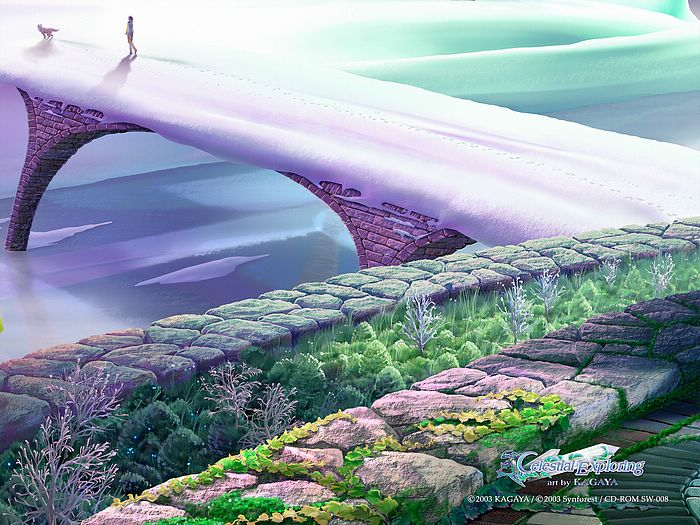 Celestial Exploring
art by KAGAYA
©2003 KAGAYA / ©2003 Synforest / CD-ROM SW-008